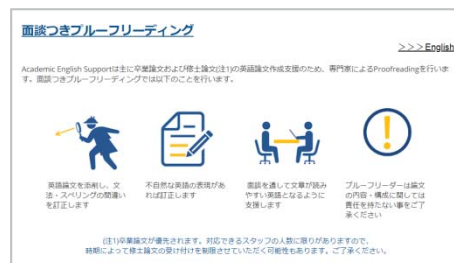 面談つきプルーフリーディング
>>>English
Academic English Supportは主に卒業論文および修士論文(注1)の英語論文作成支援のため、専門家によるProofreadingを行いま
す。面談つきプルーフリーディングでは以下のことを行います。
英語論文を添削し、文
法・スペリングの間違い
を訂正します
不自然な英語の表現があ
れば訂正します
面談を通して文章が読み
やすい英語となるように
支援します
プルーフリーダーは論文
の内容・構成に関しては
責任を持たない事をご了
承ください
(注1)卒業論文が優先されます。対応できるスタッフの人数に限りがありますので、
時期によって修士論文の受け付けを制限させていただく可能性もあります。ご了承ください。